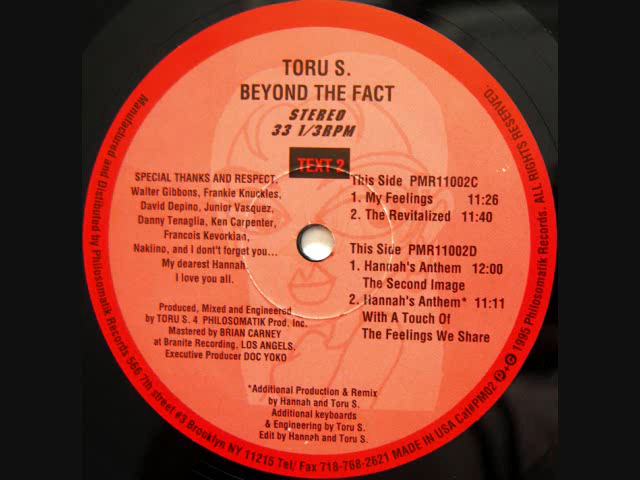 TORU S.
BEYOND THE FACT
STEREO
33 1/3RPM
TEXT 2
SPECIAL THANKS AND RESPECT.
Walter Gibbons, Frankie Knuckles,
David Depino, Junior Vasquez,
Danny Tenaglia, Ken Carpenter,
Francois Kevorkian,
Nakiino, and I don't forget you...
My dearest Hannah.
I love you all.
Produced, Mixed and Engineered
by TORU S. 4 PHILOSOMATIK Prod. Inc.
Mastered by BRIAN CARNEY
at Branite Recording, LOS ANGELS.
Executive Producer DOC YOKO
This Side PMR11002C
1. My Feelings 11:26
2. The Revitalized 11:40
This Side PMR11002D
1. Hannah's Anthem 12:00
The Second Image
2. Hannah's Anthem* 11:11
With A Touch Of
The Feelings We Share
*Additional Production & Remix
by Hannah and Toru S.
Additional keyboards
& Engineering by Toru S.
Edit by Hannah and Toru S.
Manufactured and Distributed by Philosomatik Records 566 7th street #3 Brooklyn NY 11215 Tel/ Fax 718-768-2621 MADE IN USA Cat#PM02 ℗+© 1995 Philosomatik Records. ALL RIGHTS RESERVED.